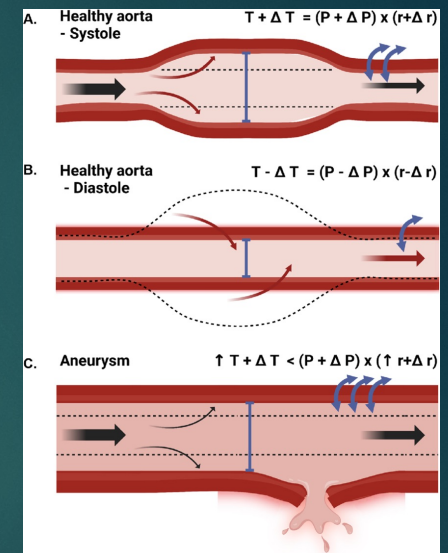 A. Healthy aorta T + Δ T = (P + Δ P) x (r+Δ r)
- Systole
B. Healthy aorta T - Δ T = (P - Δ P) x (r-Δ r)
- Diastole
C. Aneurysm ↑ T + Δ T < (P + Δ P) x (↑ r+Δ r)